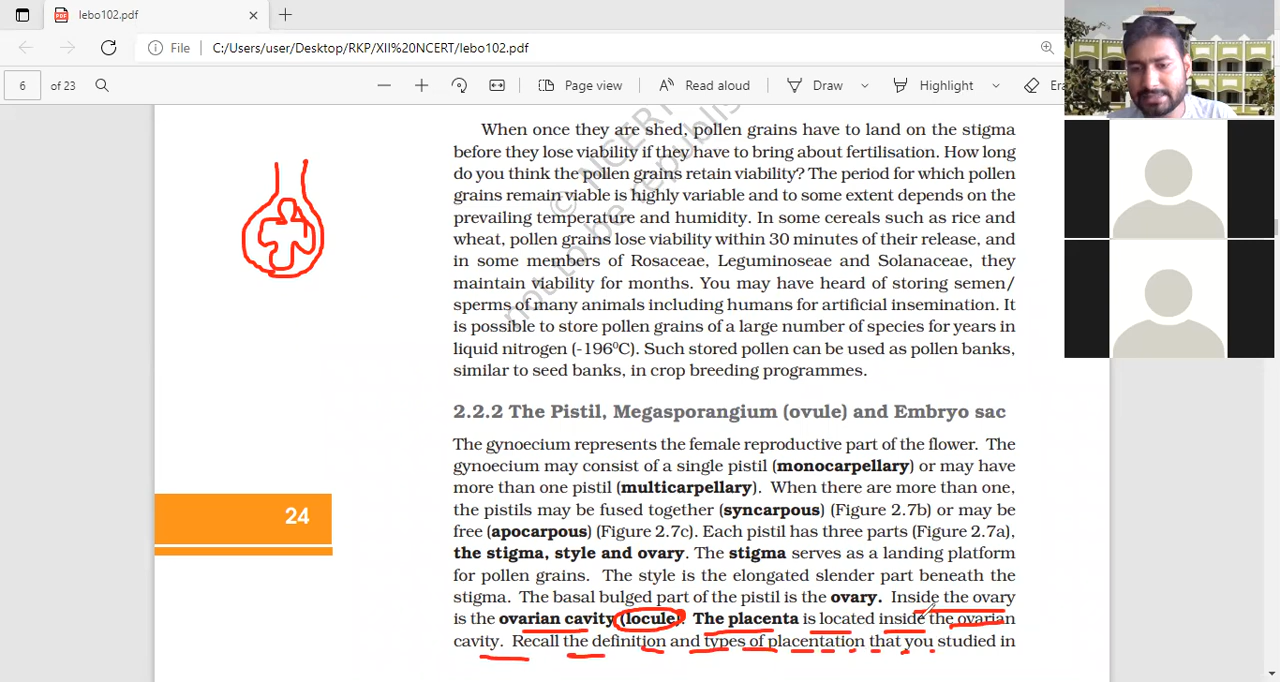 lebo102.pdf
File C:/Users/user/Desktop/RKP/XII%20NCERT/lebo102.pdf
6 of 23 Page view Read aloud Draw Highlight Era
When once they are shed, pollen grains have to land on the stigma
before they lose viability if they have to bring about fertilisation. How long
do you think the pollen grains retain viability? The period for which pollen
grains remain viable is highly variable and to some extent depends on the
prevailing temperature and humidity. In some cereals such as rice and
wheat, pollen grains lose viability within 30 minutes of their release, and
in some members of Rosaceae, Leguminoseae and Solanaceae, they
maintain viability for months. You may have heard of storing semen/
sperms of many animals including humans for artificial insemination. It
is possible to store pollen grains of a large number of species for years in
liquid nitrogen (-196⁰C). Such stored pollen can be used as pollen banks,
similar to seed banks, in crop breeding programmes.
2.2.2 The Pistil, Megasporangium (ovule) and Embryo sac
The gynoecium represents the female reproductive part of the flower. The
gynoecium may consist of a single pistil (monocarpellary) or may have
more than one pistil (multicarpellary). When there are more than one,
the pistils may be fused together (syncarpous) (Figure 2.7b) or may be
free (apocarpous) (Figure 2.7c). Each pistil has three parts (Figure 2.7a),
the stigma, style and ovary. The stigma serves as a landing platform
for pollen grains. The style is the elongated slender part beneath the
stigma. The basal bulged part of the pistil is the ovary. Inside the ovary
is the ovarian cavity (locule). The placenta is located inside the ovarian
cavity. Recall the definition and types of placentation that you studied in
24
© NCERT
not to be republis